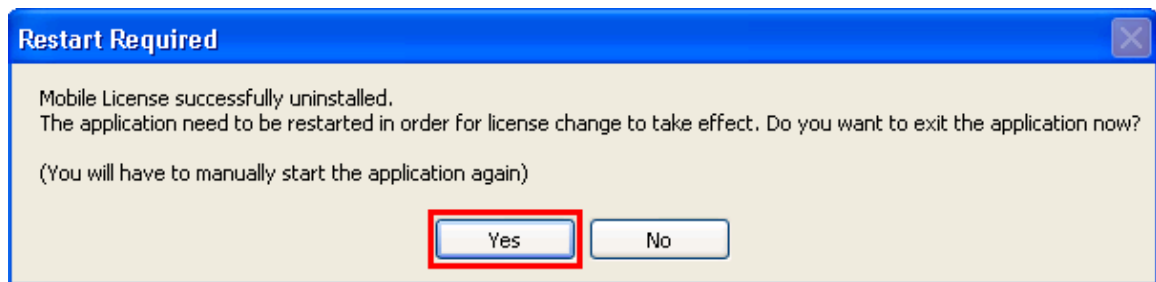 Restart Required
Mobile License successfully uninstalled.
The application need to be restarted in order for license change to take effect. Do you want to exit the application now?
(You will have to manually start the application again)
Yes No